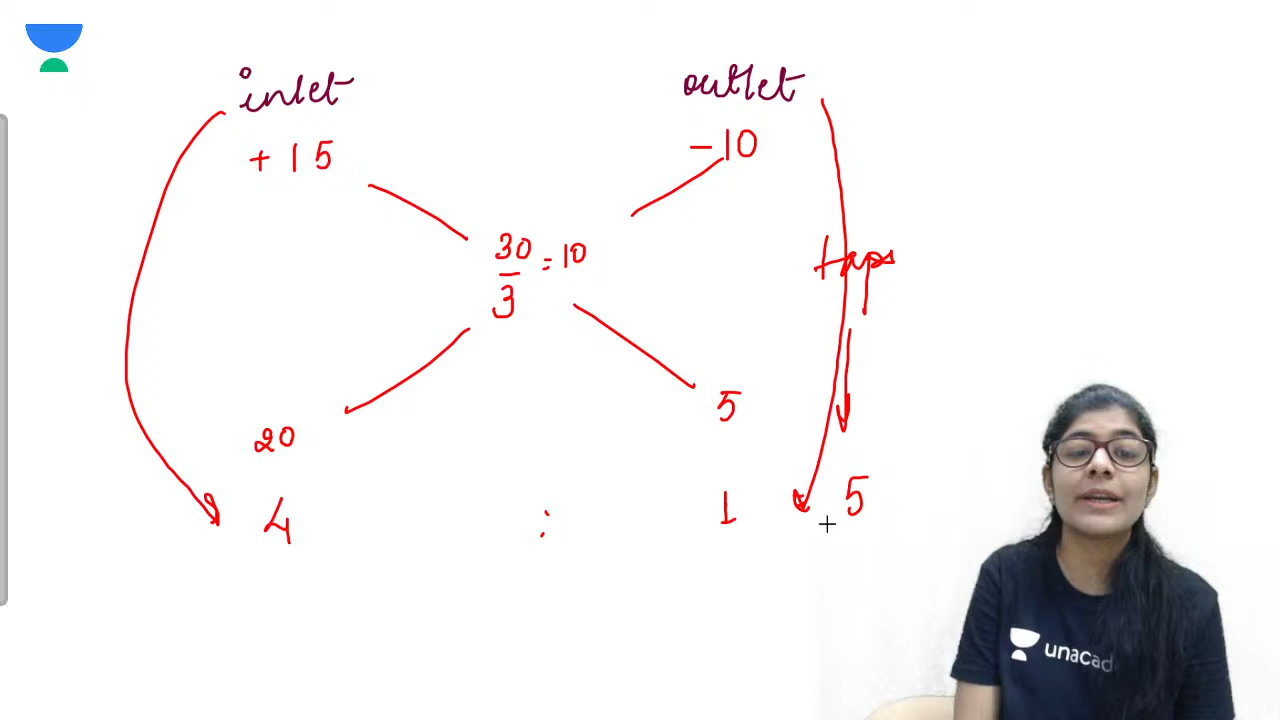 inlet outlet
+15 -10
30/3 = 10
taps
20 5
4 : 1 5
unacad